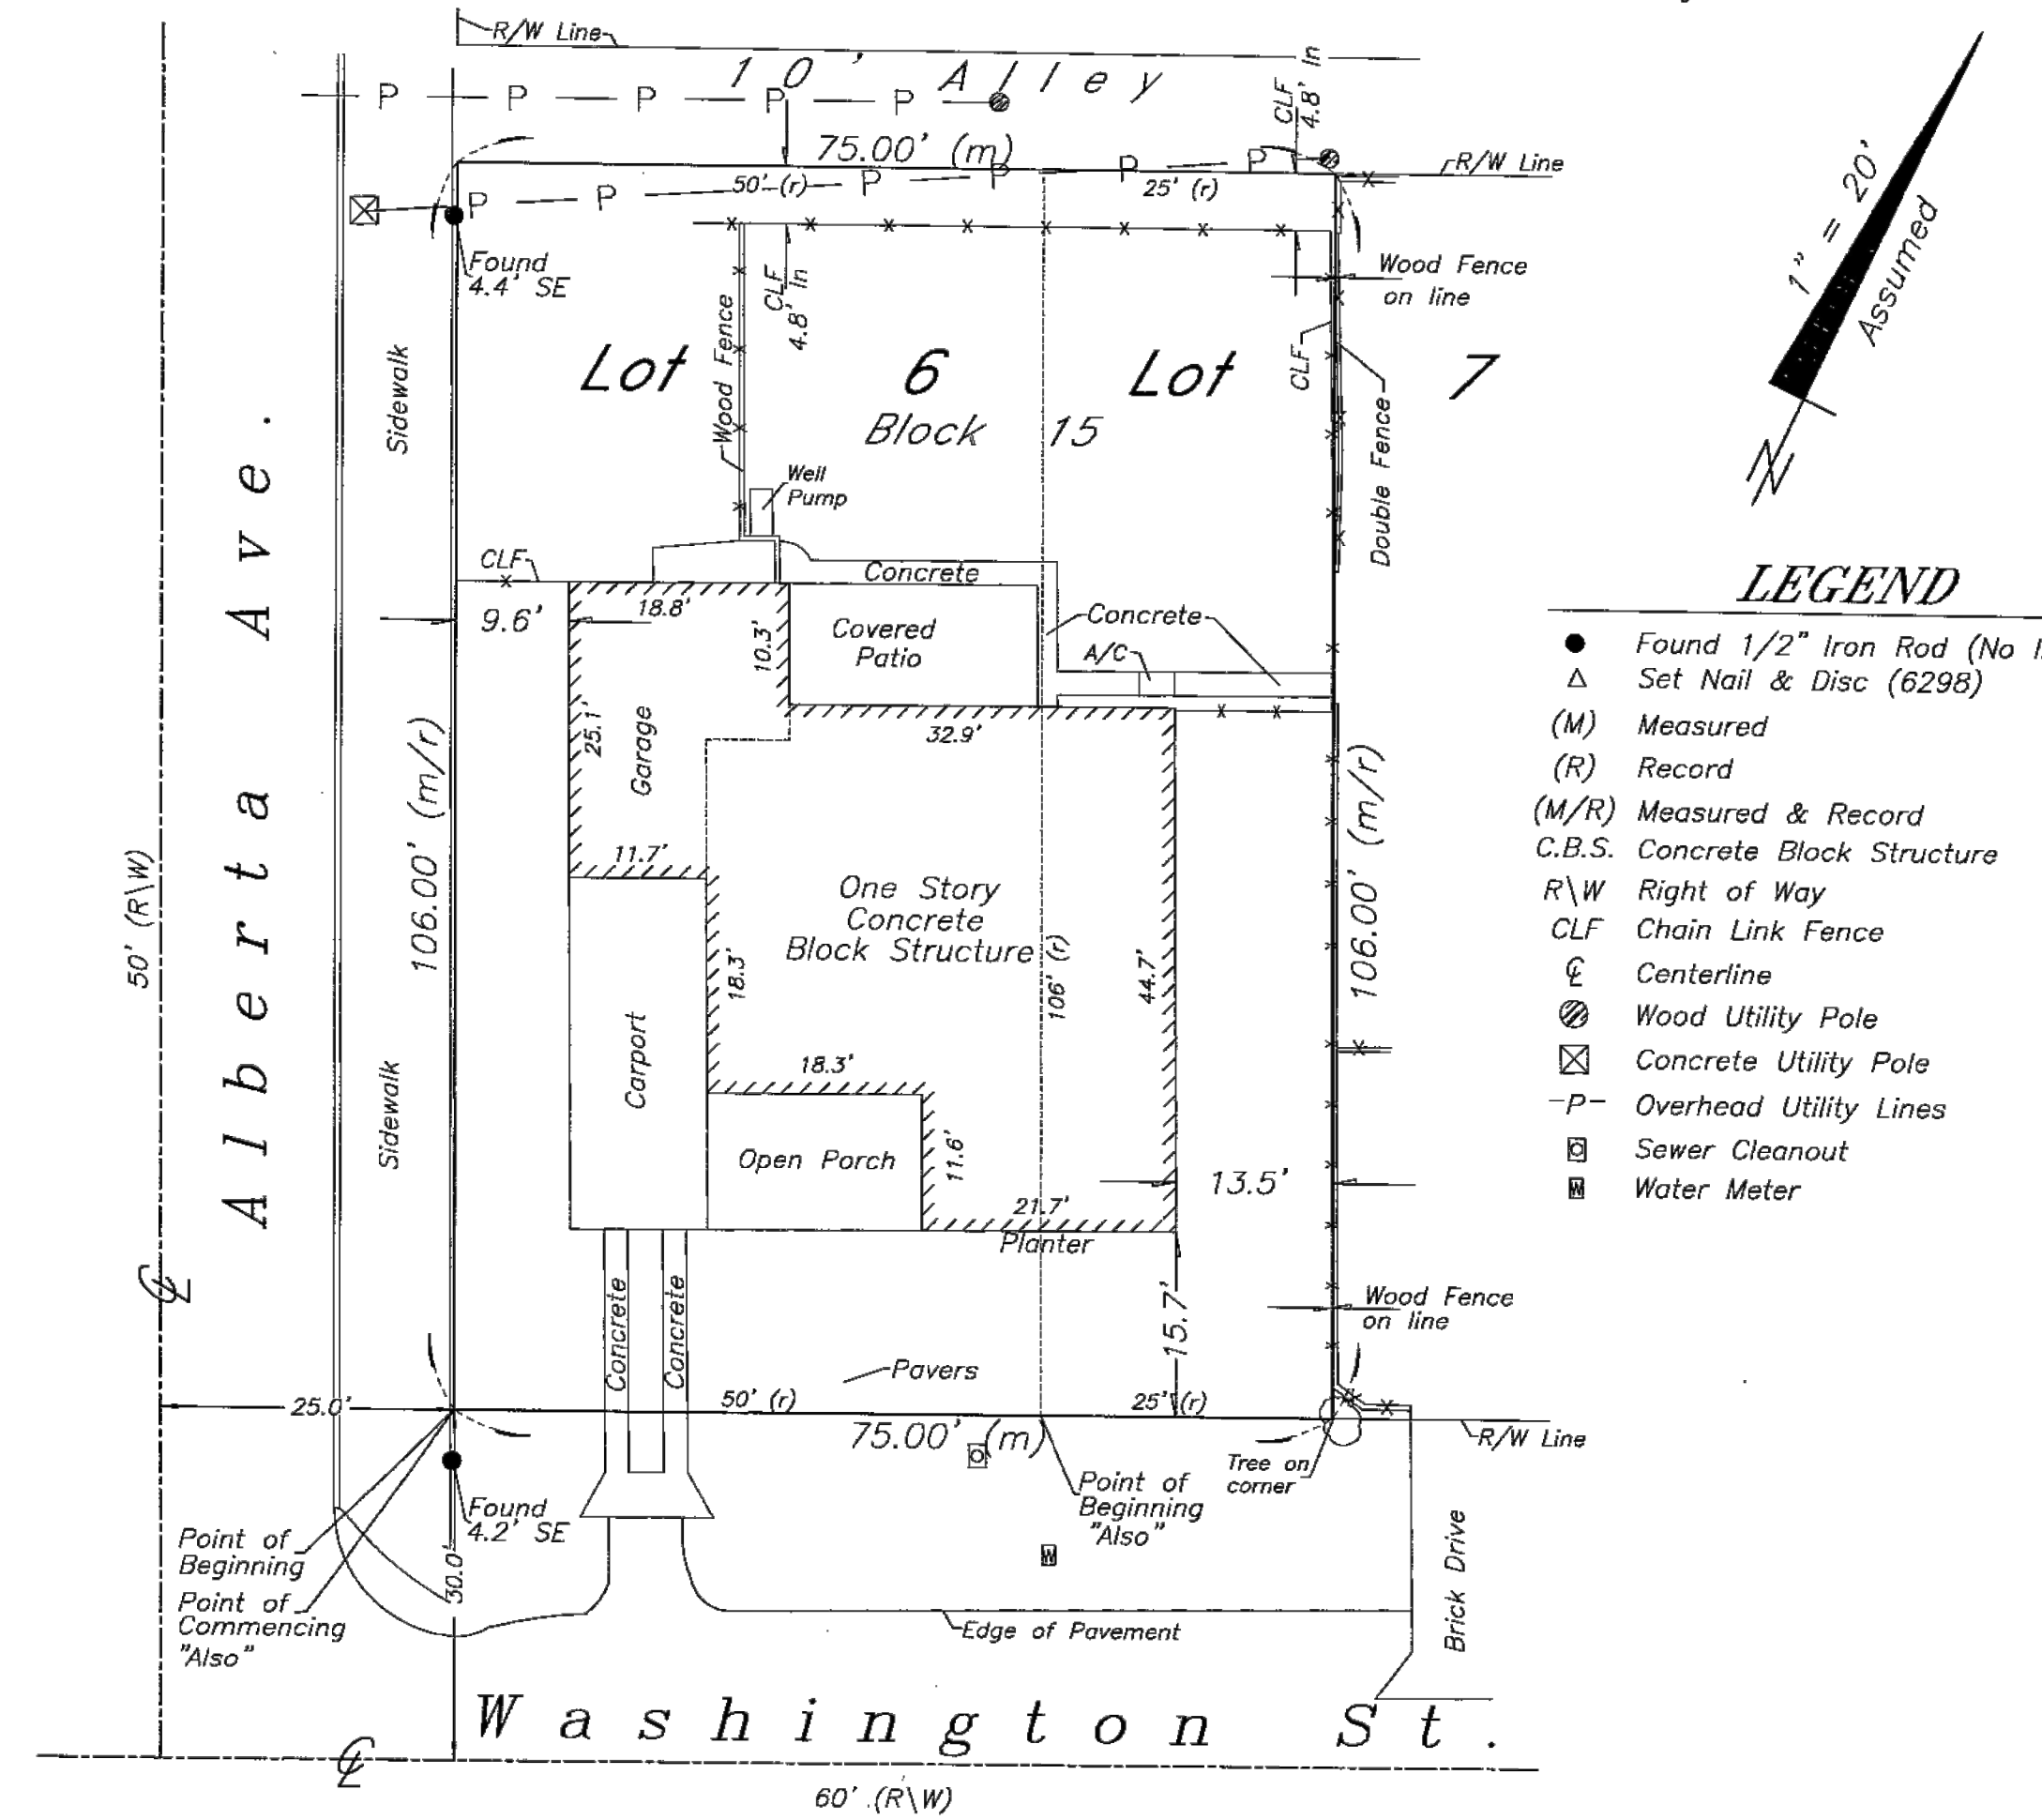 R/W Line
10' Alley
P P P P P
CLF
4.8' In
75.00' (m)
R/W Line
P P P P P P P
50' (r)
25' (r)
Found
4.4' SE
Wood Fence
on line
CLF
4.8' In
Wood Fence
Sidewalk
Lot 6
Lot 7
Block 15
CLF
Double Fence
Well
Pump
1" = 20'
Assumed
N
CLF
Concrete
9.6'
18.8'
10.3'
Covered
Patio
Concrete
A/C
25.1'
Garage
32.9'
11.7'
Alberta Ave.
50' (R\W)
106.00' (m/r)
106.00' (m/r)
One Story
Concrete
Block Structure
106' (r)
18.3'
44.7'
Carport
18.3'
Sidewalk
Open Porch
11.6'
13.5'
21.7'
Planter
15.7'
Concrete
Concrete
Wood Fence
on line
Pavers
25.0'
50' (r)
25' (r)
75.00' (m)
R/W Line
Tree on
corner
Point of
Beginning
"Also"
Found
4.2' SE
Point of
Beginning
30.0'
Point of
Commencing
"Also"
W
Edge of Pavement
Brick Drive
Washington St.
60' (R\W)
LEGEND
Found 1/2" Iron Rod (No
Set Nail & Disc (6298)
(M) Measured
(R) Record
(M/R) Measured & Record
C.B.S. Concrete Block Structure
R\W Right of Way
CLF Chain Link Fence
℄ Centerline
Wood Utility Pole
Concrete Utility Pole
-P- Overhead Utility Lines
Sewer Cleanout
W Water Meter